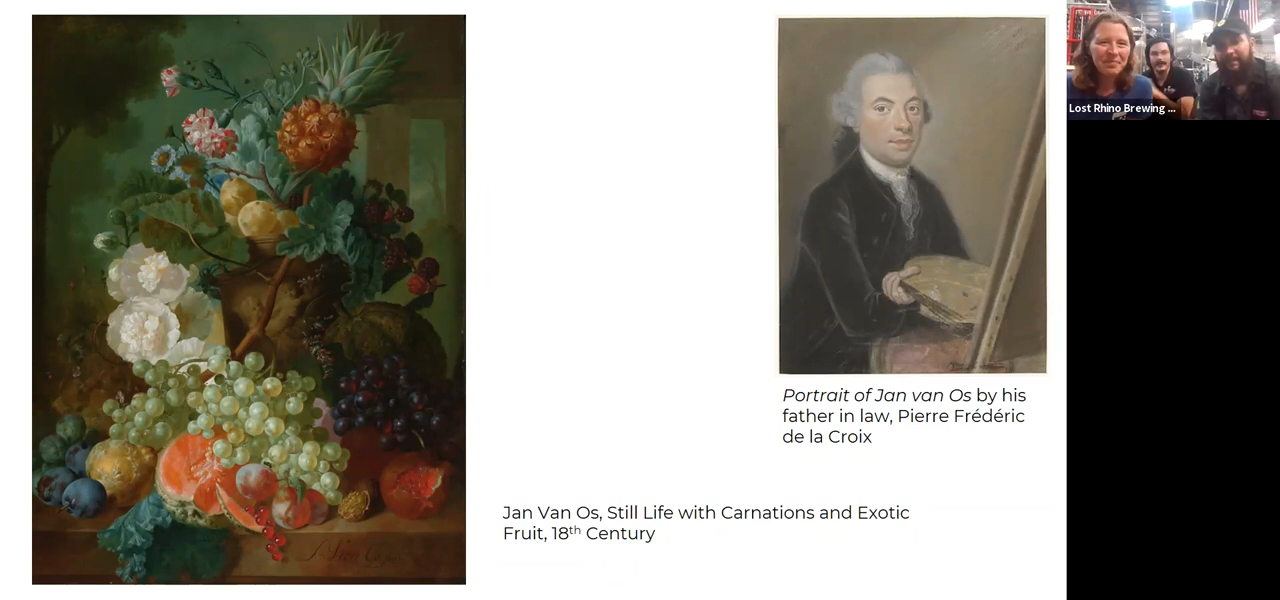 Lost Rhino Brewing ...
Portrait of Jan van Os by his
father in law, Pierre Frédéric
de la Croix
Jan Van Os, Still Life with Carnations and Exotic
Fruit, 18th Century